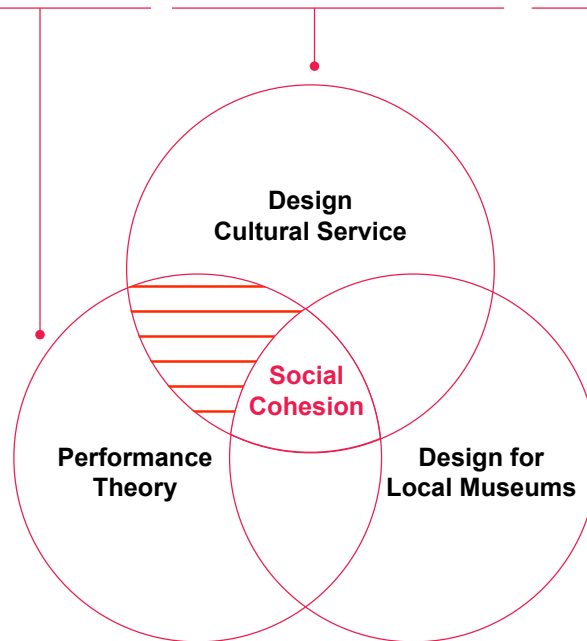 Design
Cultural Service
Social
Cohesion
Performance
Theory
Design for
Local Museums